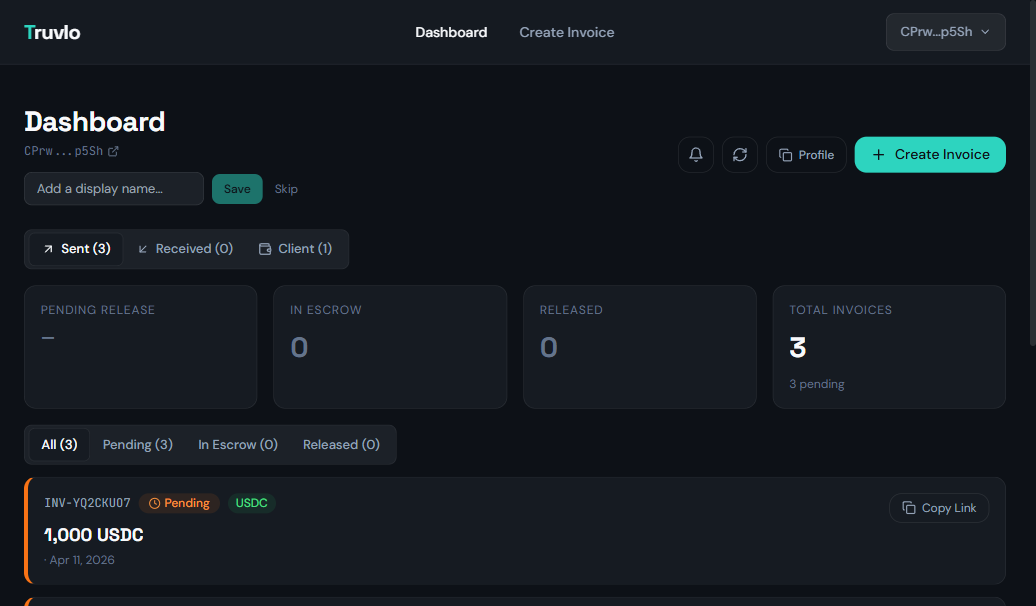 Truvlo
Dashboard Create Invoice
CPrw...p5Sh
Dashboard
CPrw...p5Sh
Profile
+ Create Invoice
Add a display name...
Save
Skip
Sent (3)
Received (0)
Client (1)
PENDING RELEASE
—
IN ESCROW
0
RELEASED
0
TOTAL INVOICES
3
3 pending
All (3)
Pending (3)
In Escrow (0)
Released (0)
INV-YQ2CKUO7 Pending USDC
Copy Link
1,000 USDC
· Apr 11, 2026